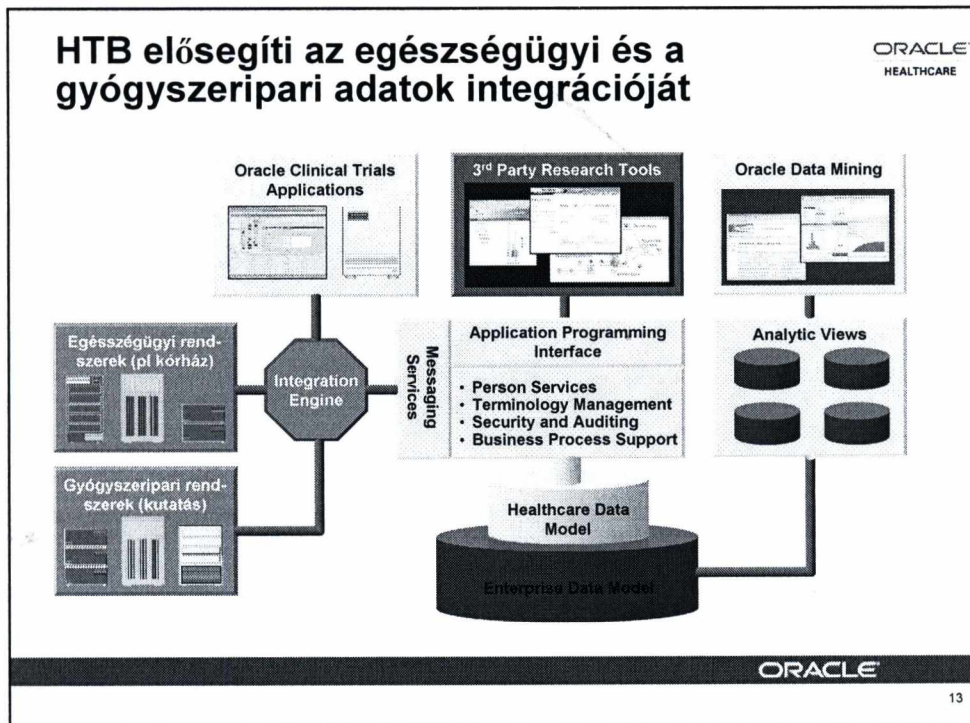 HTB elősegíti az egészségügyi és a
gyógyszeripari adatok integrációját
ORACLE
HEALTHCARE
Oracle Clinical Trials
Applications
3rd Party Research Tools
Oracle Data Mining
Egésszégügyi rend-
szerek (pl kórház)
Integration
Engine
Messaging
Services
Application Programming
Interface
• Person Services
• Terminology Management
• Security and Auditing
• Business Process Support
Analytic Views
Gyógyszeripari rend-
szerek (kutatás)
Healthcare Data
Model
Enterprise Data Model
ORACLE
13